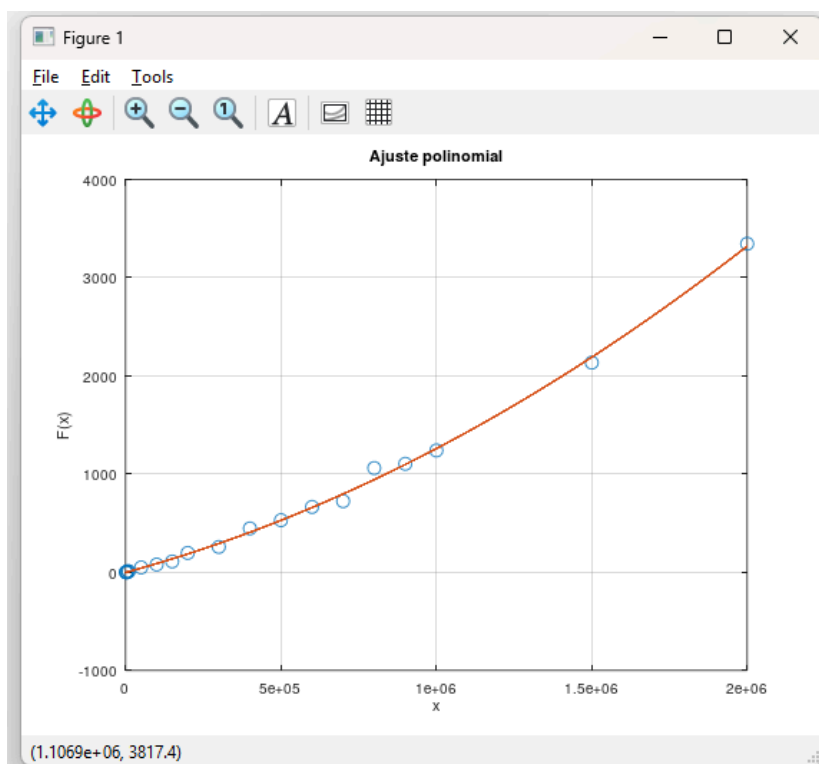 Figure 1
File Edit Tools
A
Ajuste polinomial
4000
3000
2000
1000
0
-1000
F(x)
0 5e+05 1e+06 1.5e+06 2e+06
x
(1.1069e+06, 3817.4)